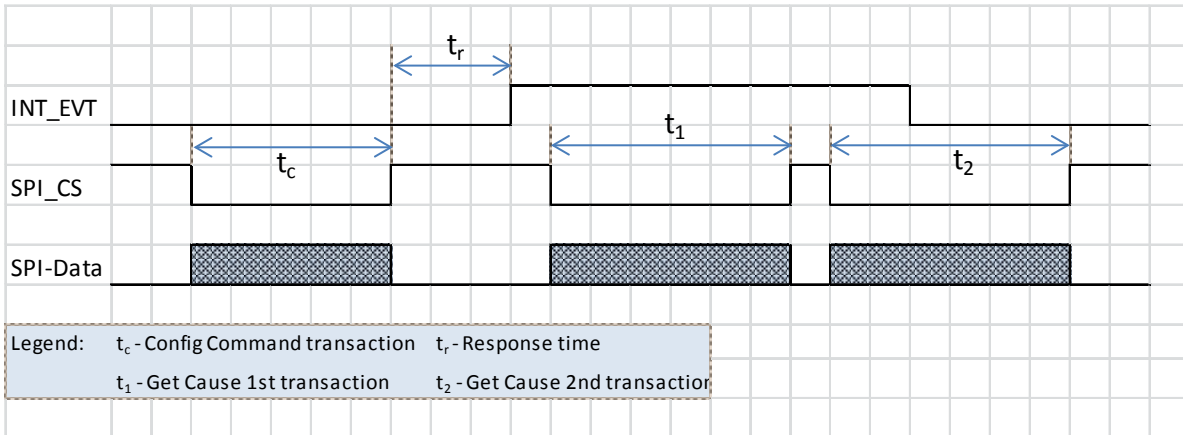 t_r
INT_EVT
t_1
t_c
t_2
SPI_CS
SPI-Data
Legend: t_c - Config Command transaction t_r - Response time
t_1 - Get Cause 1st transaction t_2 - Get Cause 2nd transaction